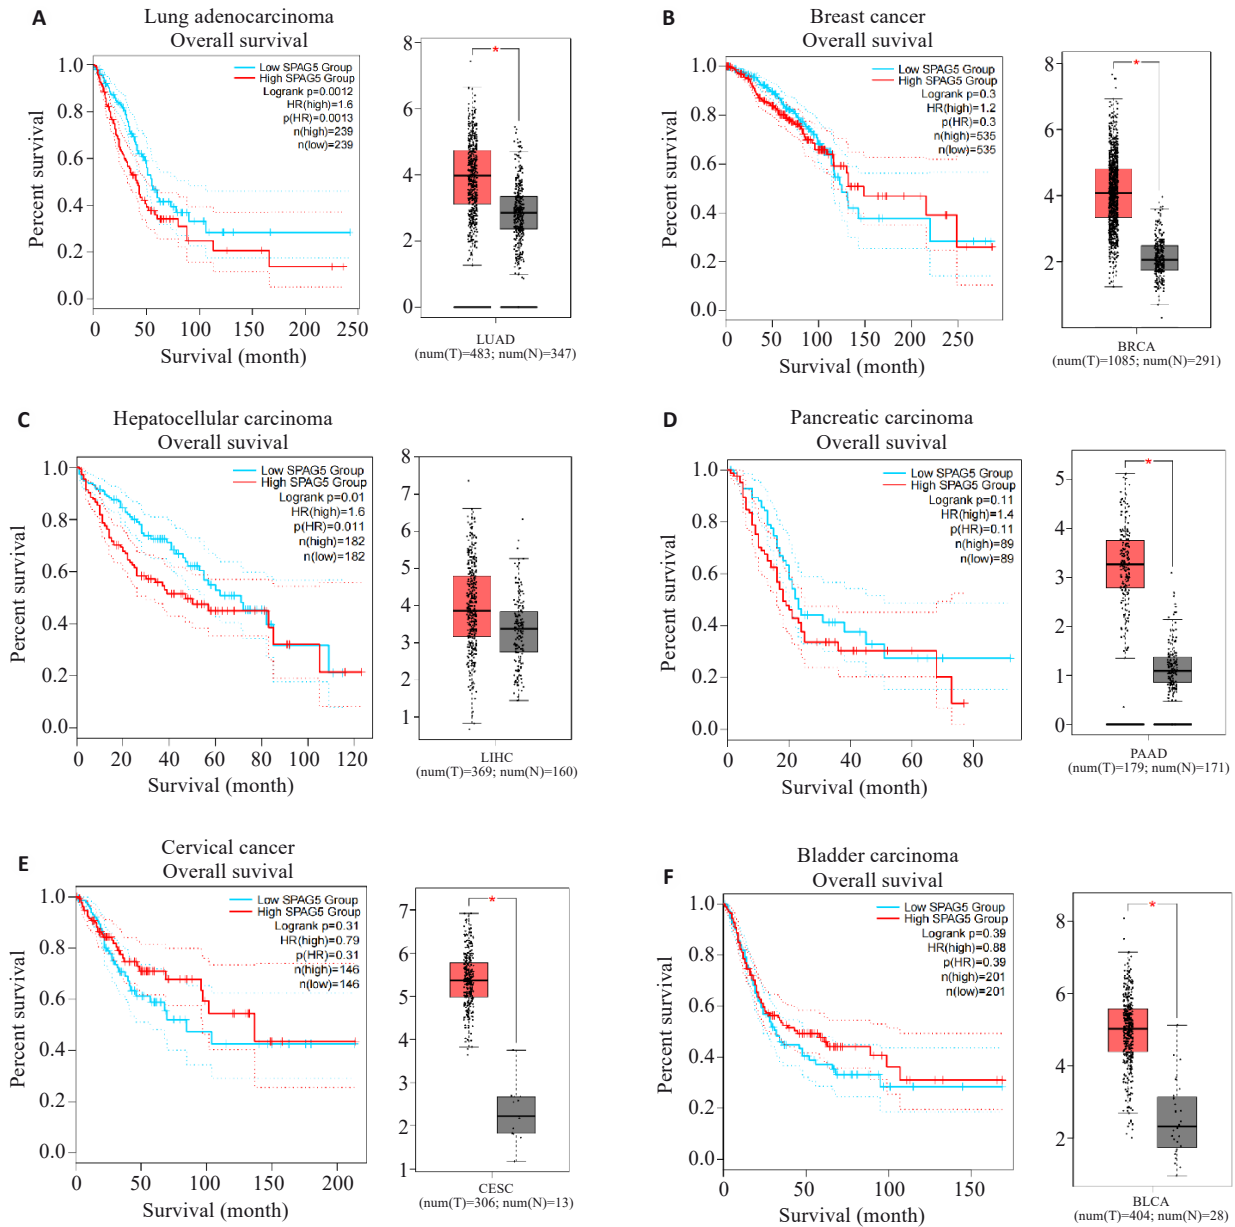 A
Lung adenocarcinoma
Overall survival
Low SPAG5 Group
High SPAG5 Group
Logrank p=0.0012
HR(high)=1.6
p(HR)=0.0013
n(high)=239
n(low)=239
Percent survival
1.0
0.8
0.6
0.4
0.2
0.0
0 50 100 150 200 250
Survival (month)
*
8
6
4
2
0
LUAD
(num(T)=483; num(N)=347)
B
Breast cancer
Overall suvival
Low SPAG5 Group
High SPAG5 Group
Logrank p=0.3
HR(high)=1.2
p(HR)=0.3
n(high)=535
n(low)=535
Percent survival
1.0
0.8
0.6
0.4
0.2
0.0
0 50 100 150 200 250
Survival (month)
*
8
6
4
2
BRCA
(num(T)=1085; num(N)=291)
C
Hepatocellular carcinoma
Overall suvival
Low SPAG5 Group
High SPAG5 Group
Logrank p=0.01
HR(high)=1.6
p(HR)=0.011
n(high)=182
n(low)=182
Percent survival
1.0
0.8
0.6
0.4
0.2
0.0
0 20 40 60 80 100 120
Survival (month)
8
7
6
5
4
3
2
1
LIHC
(num(T)=369; num(N)=160)
D
Pancreatic carcinoma
Overall suvival
Low SPAG5 Group
High SPAG5 Group
Logrank p=0.11
HR(high)=1.4
p(HR)=0.11
n(high)=89
n(low)=89
Percent survival
1.0
0.8
0.6
0.4
0.2
0.0
0 20 40 60 80
Survival (month)
*
5
4
3
2
1
0
PAAD
(num(T)=179; num(N)=171)
E
Cervical cancer
Overall suvival
Low SPAG5 Group
High SPAG5 Group
Logrank p=0.31
HR(high)=0.79
p(HR)=0.31
n(high)=146
n(low)=146
Percent survival
1.0
0.8
0.6
0.4
0.2
0.0
0 50 100 150 200
Survival (month)
*
7
6
5
4
3
2
1
CESC
(num(T)=306; num(N)=13)
F
Bladder carcinoma
Overall suvival
Low SPAG5 Group
High SPAG5 Group
Logrank p=0.39
HR(high)=0.88
p(HR)=0.39
n(high)=201
n(low)=201
Percent survival
1.0
0.8
0.6
0.4
0.2
0.0
0 50 100 150
Survival (month)
*
8
6
4
2
BLCA
(num(T)=404; num(N)=28)